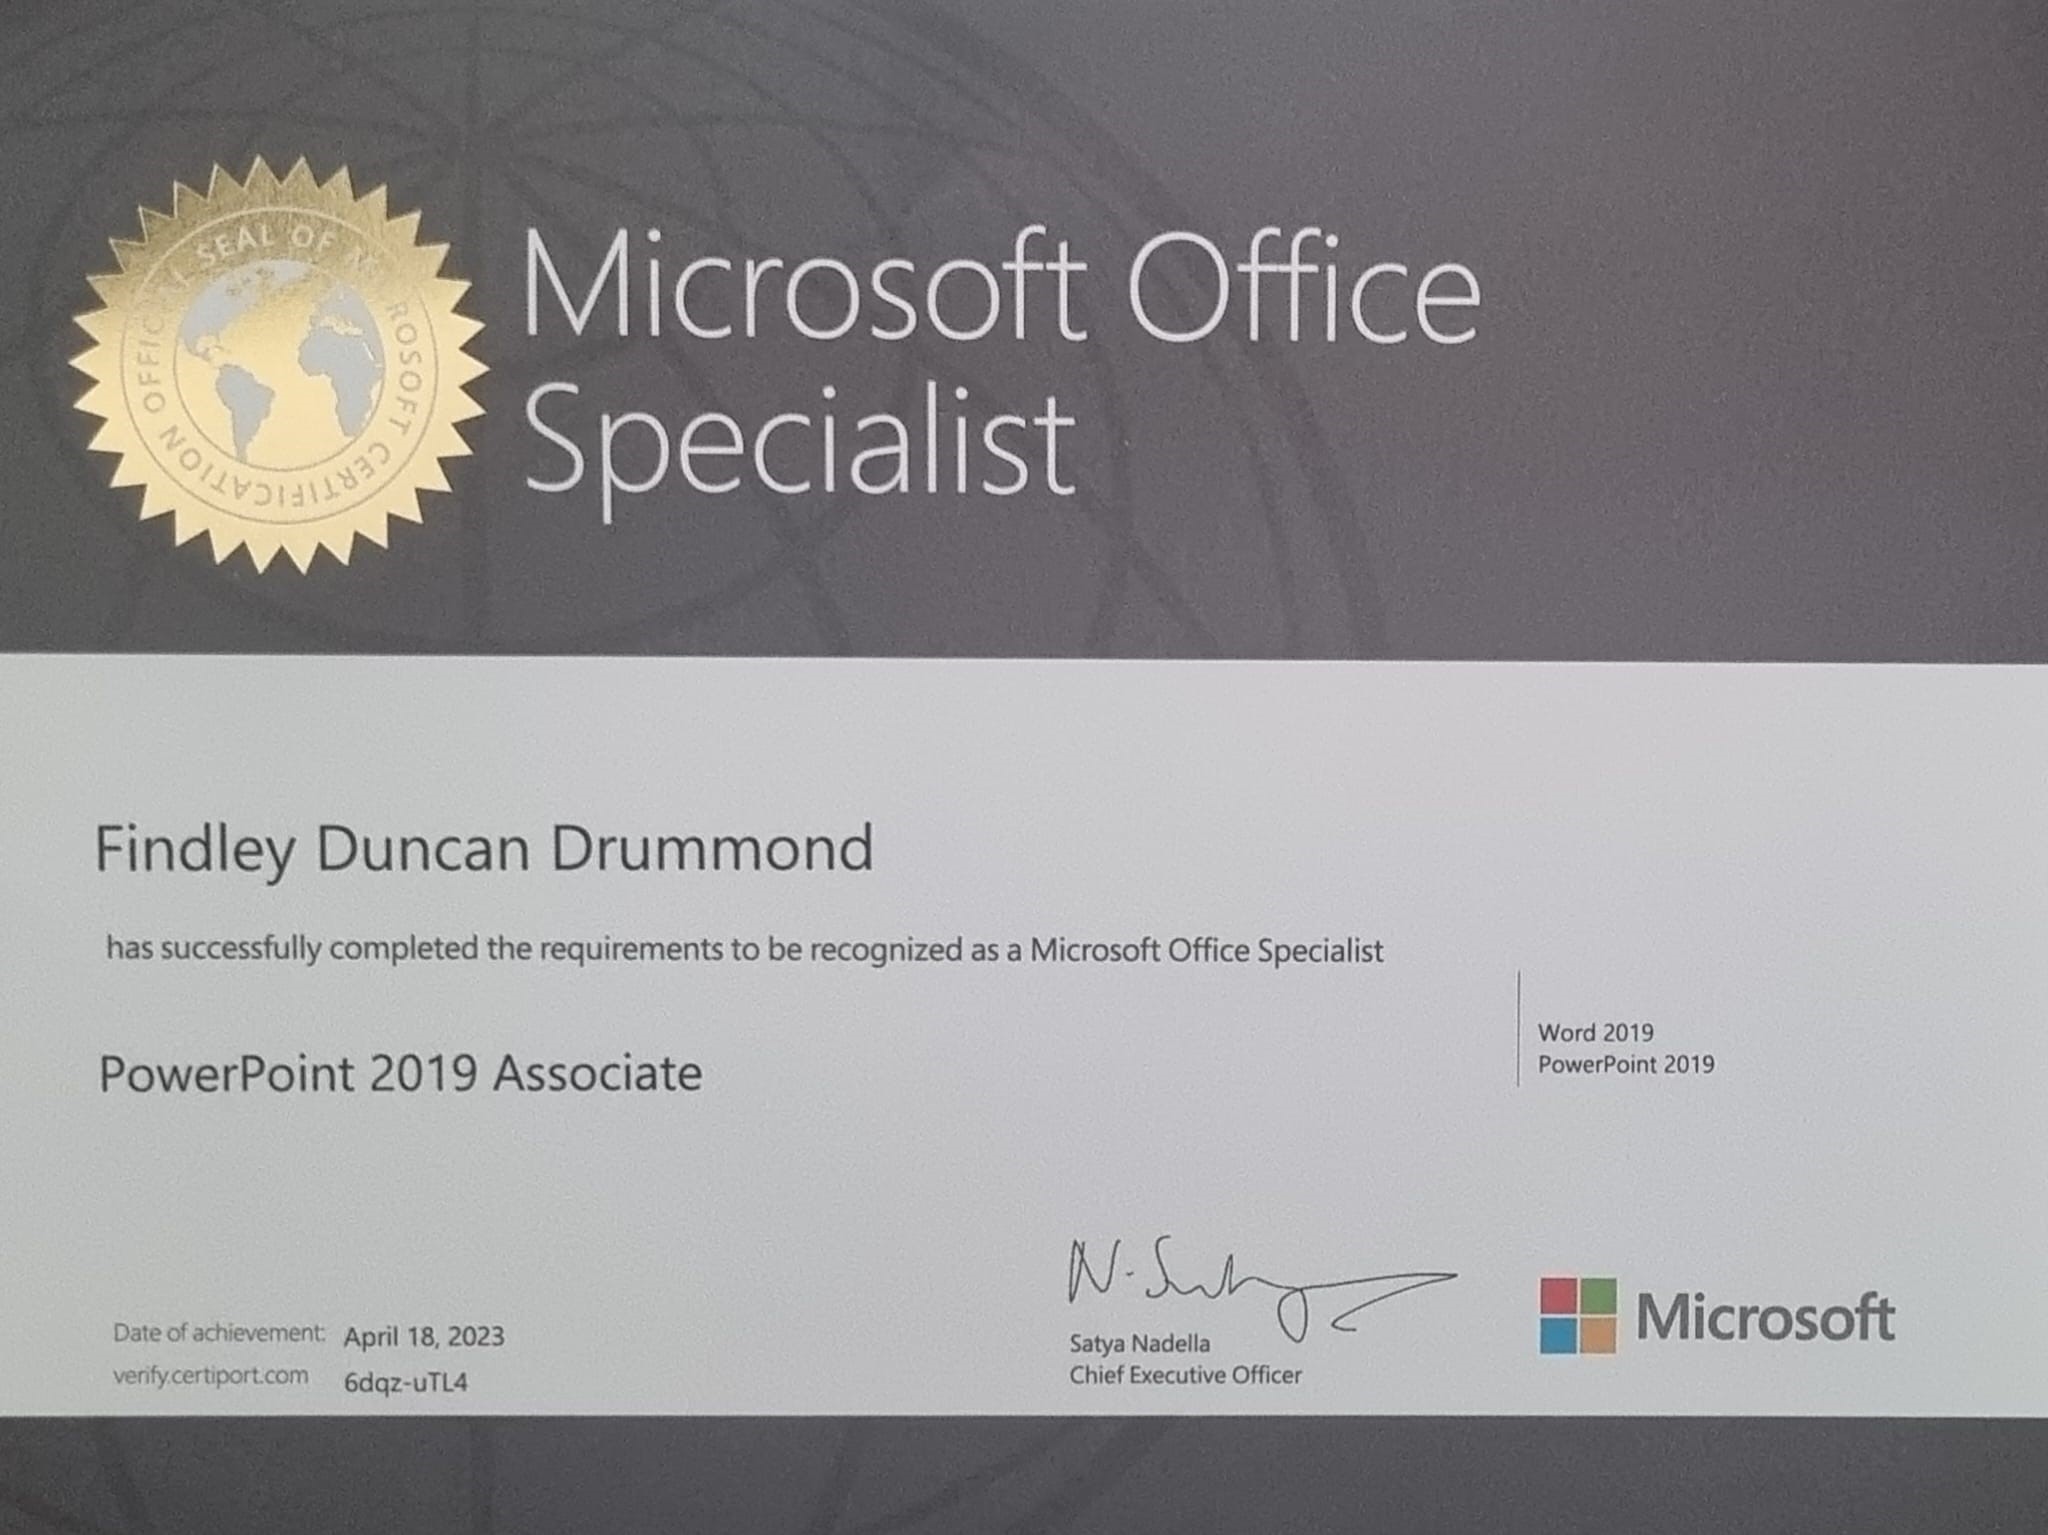 OFFICIAL SEAL OF MICROSOFT CERTIFICATION
Microsoft Office
Specialist
Findley Duncan Drummond
has successfully completed the requirements to be recognized as a Microsoft Office Specialist
Word 2019
PowerPoint 2019
PowerPoint 2019 Associate
N. Satya
Satya Nadella
Chief Executive Officer
Microsoft
Date of achievement: April 18, 2023
verify.certiport.com 6dqz-uTL4